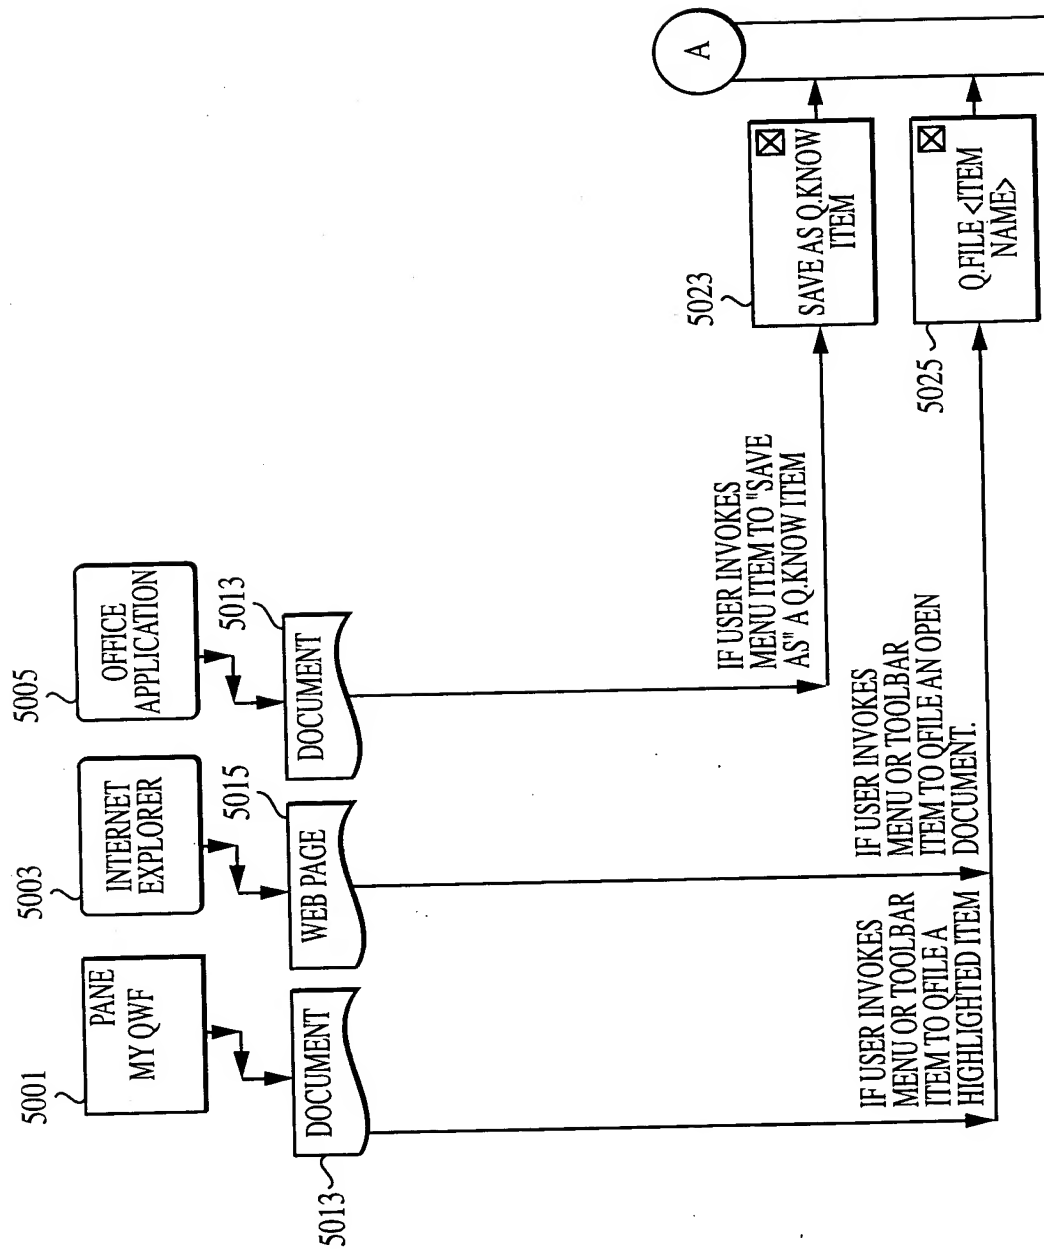 5001
PANE
MY QWF
5003
INTERNET
EXPLORER
5005
OFFICE
APPLICATION
5013
DOCUMENT
5015
WEB PAGE
5013
DOCUMENT
IF USER INVOKES
MENU ITEM TO "SAVE
AS" A Q.KNOW ITEM
IF USER INVOKES
MENU OR TOOLBAR
ITEM TO QFILE A
HIGHLIGHTED ITEM
IF USER INVOKES
MENU OR TOOLBAR
ITEM TO QFILE AN OPEN
DOCUMENT.
5023
SAVE AS Q.KNOW
ITEM
5025
Q.FILE <ITEM
NAME>
A